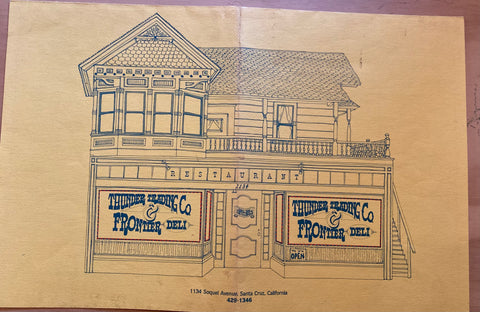 RESTAURANT
1134
THUNDER TRADING CO
&
FRONTIER DELI
THUNDER TRADING CO
&
FRONTIER DELI
OPEN
1134 Soquel Avenue, Santa Cruz, California
429-1346